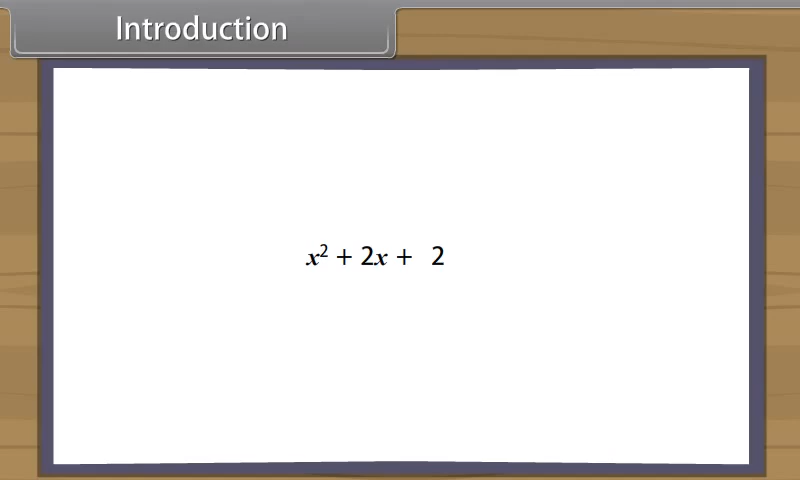 Introduction
x² + 2x + 2